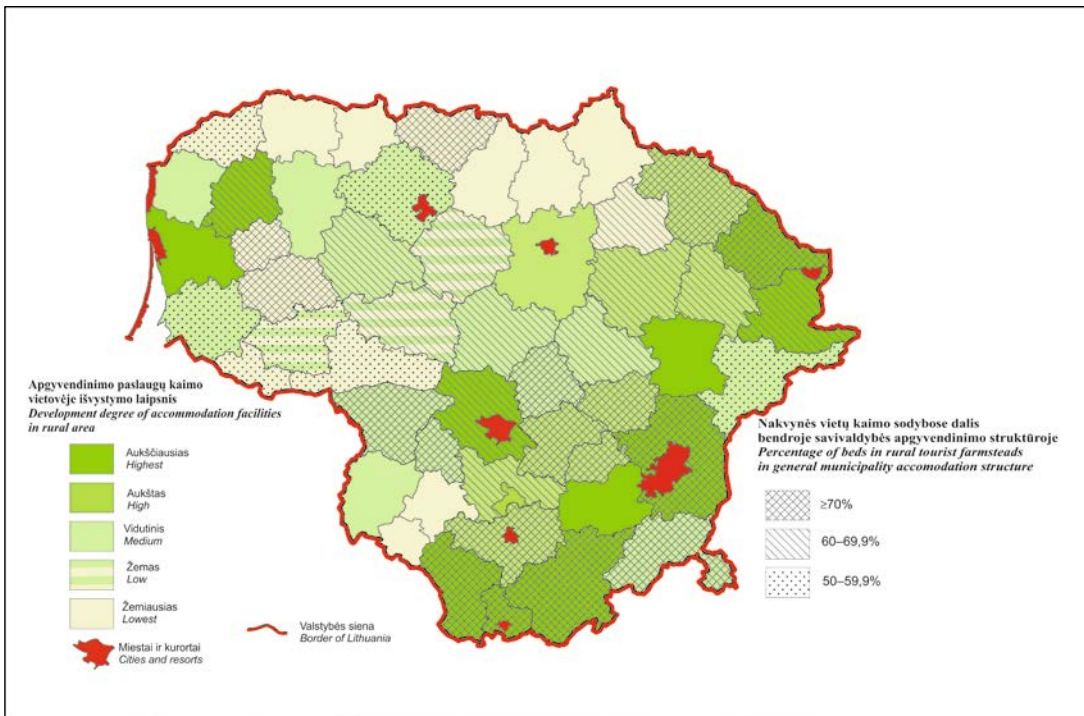 Apgyvendinimo paslaugų kaimo
vietovėje išvystymo laipsnis
Development degree of accommodation facilities
in rural area
Aukščiausias
Highest
Aukštas
High
Vidutinis
Medium
Žemas
Low
Žemiausias
Lowest
Miestai ir kurortai
Cities and resorts
Valstybės siena
Border of Lithuania
Nakvynės vietų kaimo sodybose dalis
bendroje savivaldybės apgyvendinimo struktūroje
Percentage of beds in rural tourist farmsteads
in general municipality accomodation structure
≥70%
60–69,9%
50–59,9%